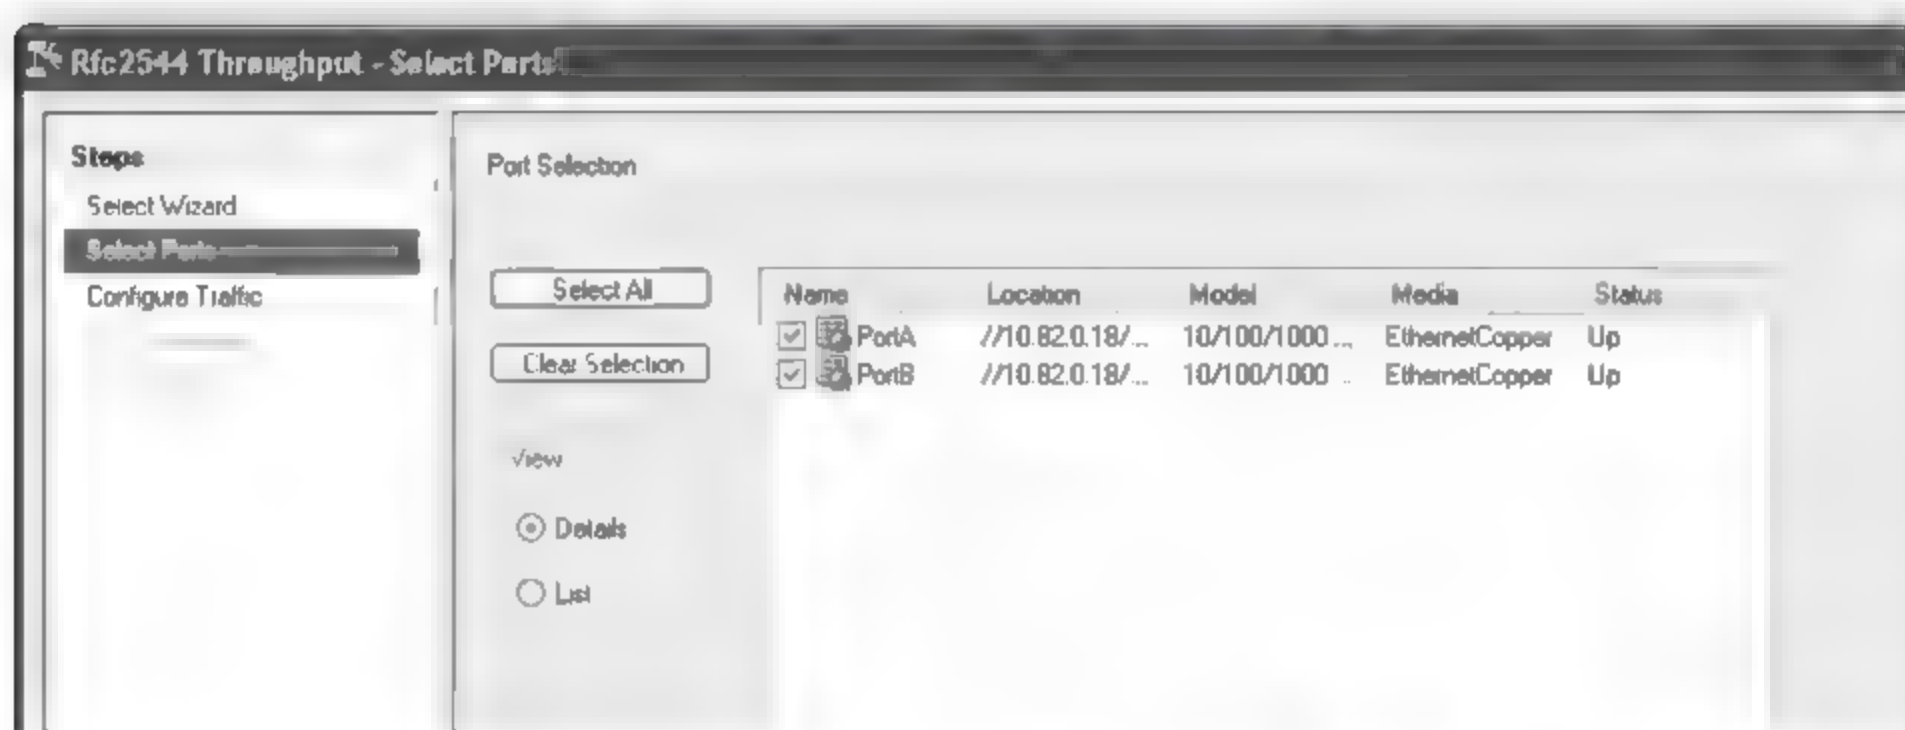 Rfc2544 Throughput - Select Ports
Steps
Select Wizard
Select Ports
Configure Traffic
Port Selection
Select All
Clear Selection
View
Details
List
Name Location Model Media Status
PortA //10.82.0.18/... 10/100/1000 ... EthernetCopper Up
PortB //10.82.0.18/... 10/100/1000 ... EthernetCopper Up